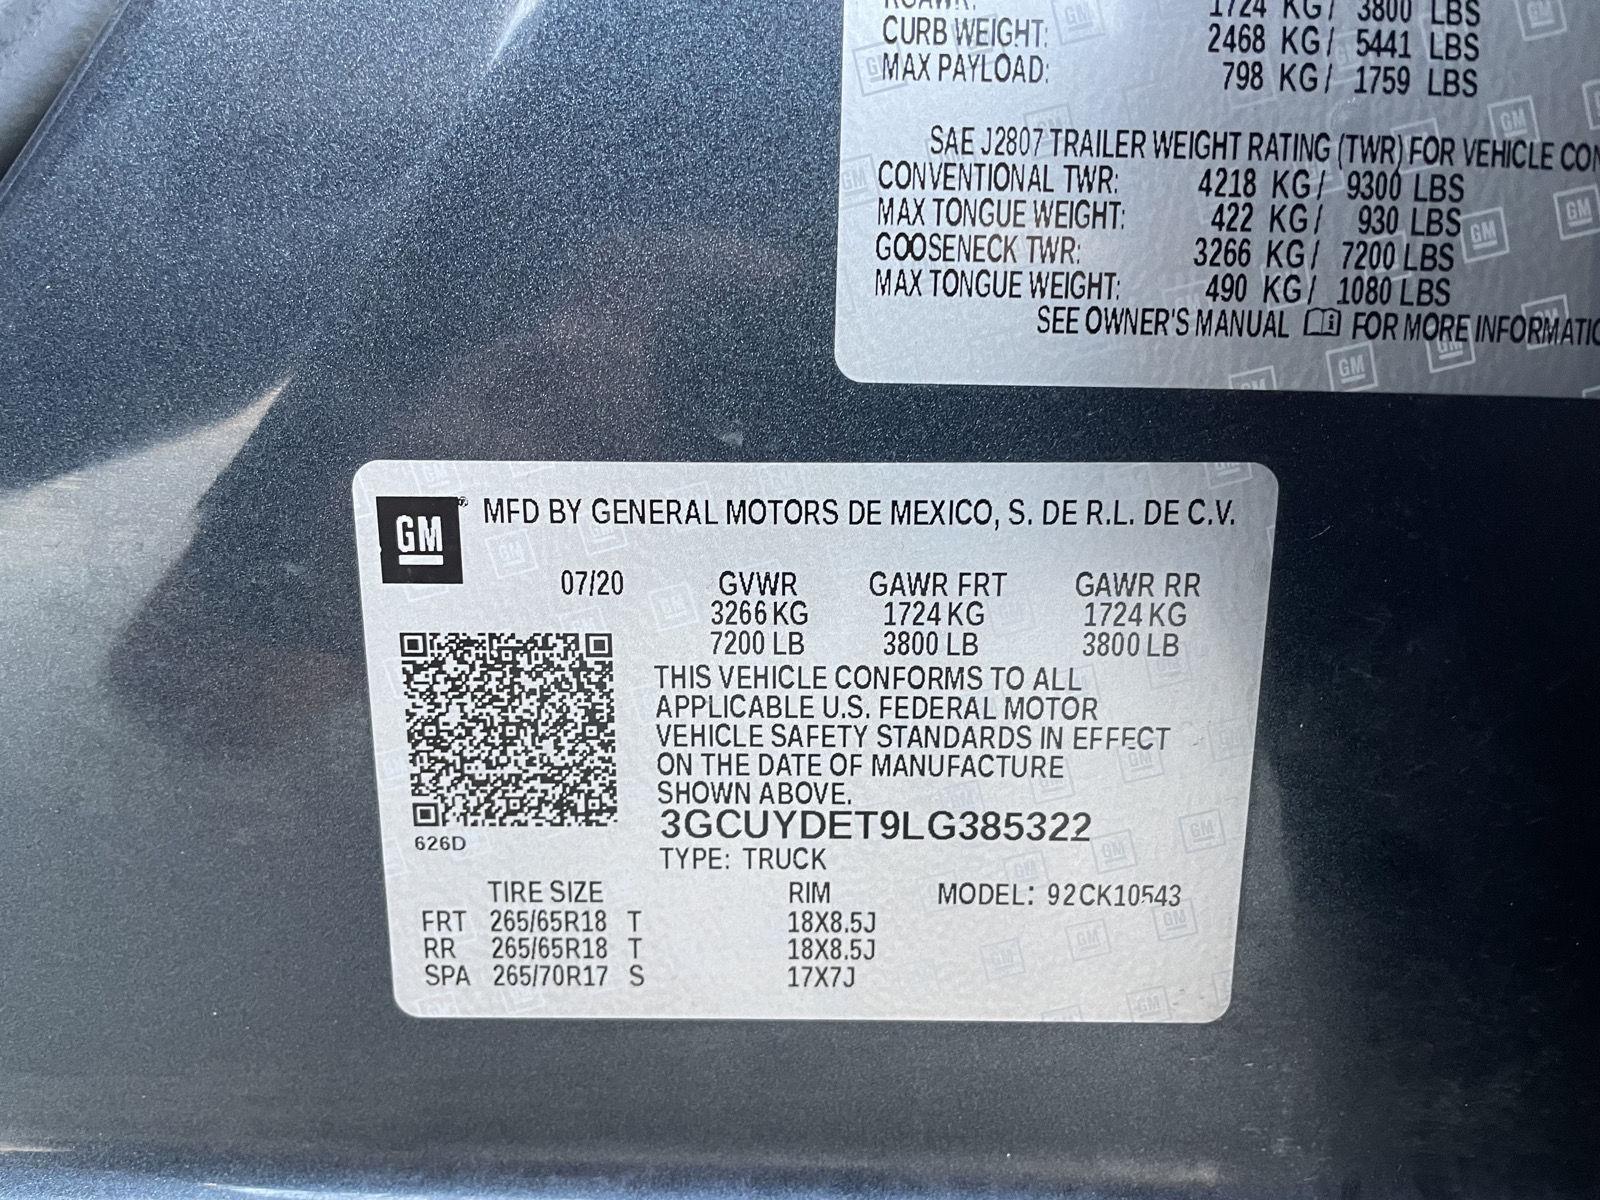 RGAWR: 1724 KG/ 3800 LBS
CURB WEIGHT: 2468 KG/ 5441 LBS
MAX PAYLOAD: 798 KG/ 1759 LBS
SAE J2807 TRAILER WEIGHT RATING (TWR) FOR VEHICLE
CONVENTIONAL TWR: 4218 KG/ 9300 LBS
MAX TONGUE WEIGHT: 422 KG/ 930 LBS
GOOSENECK TWR: 3266 KG/ 7200 LBS
MAX TONGUE WEIGHT: 490 KG/ 1080 LBS
SEE OWNER'S MANUAL FOR MORE
GM MFD BY GENERAL MOTORS DE MEXICO, S. DE R.L. DE C.V.
07/20 GVWR GAWR FRT GAWR RR
3266 KG 1724 KG 1724 KG
7200 LB 3800 LB 3800 LB
THIS VEHICLE CONFORMS TO ALL
APPLICABLE U.S. FEDERAL MOTOR
VEHICLE SAFETY STANDARDS IN EFFECT
ON THE DATE OF MANUFACTURE
SHOWN ABOVE.
3GCUYDET9LG385322
626D
TYPE: TRUCK
TIRE SIZE RIM MODEL: 92CK10543
FRT 265/65R18 T 18X8.5J
RR 265/65R18 T 18X8.5J
SPA 265/70R17 S 17X7J